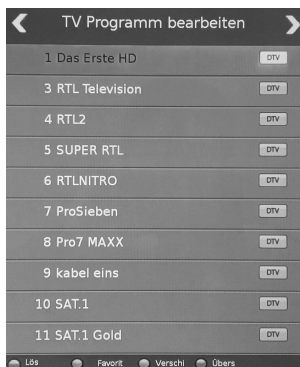 TV Programm bearbeiten
1 Das Erste HD DTV
3 RTL Television DTV
4 RTL2 DTV
5 SUPER RTL DTV
6 RTLNITRO DTV
7 ProSieben DTV
8 Pro7 MAXX DTV
9 kabel eins DTV
10 SAT.1 DTV
11 SAT.1 Gold DTV
Lös Favorit Verschi Übers